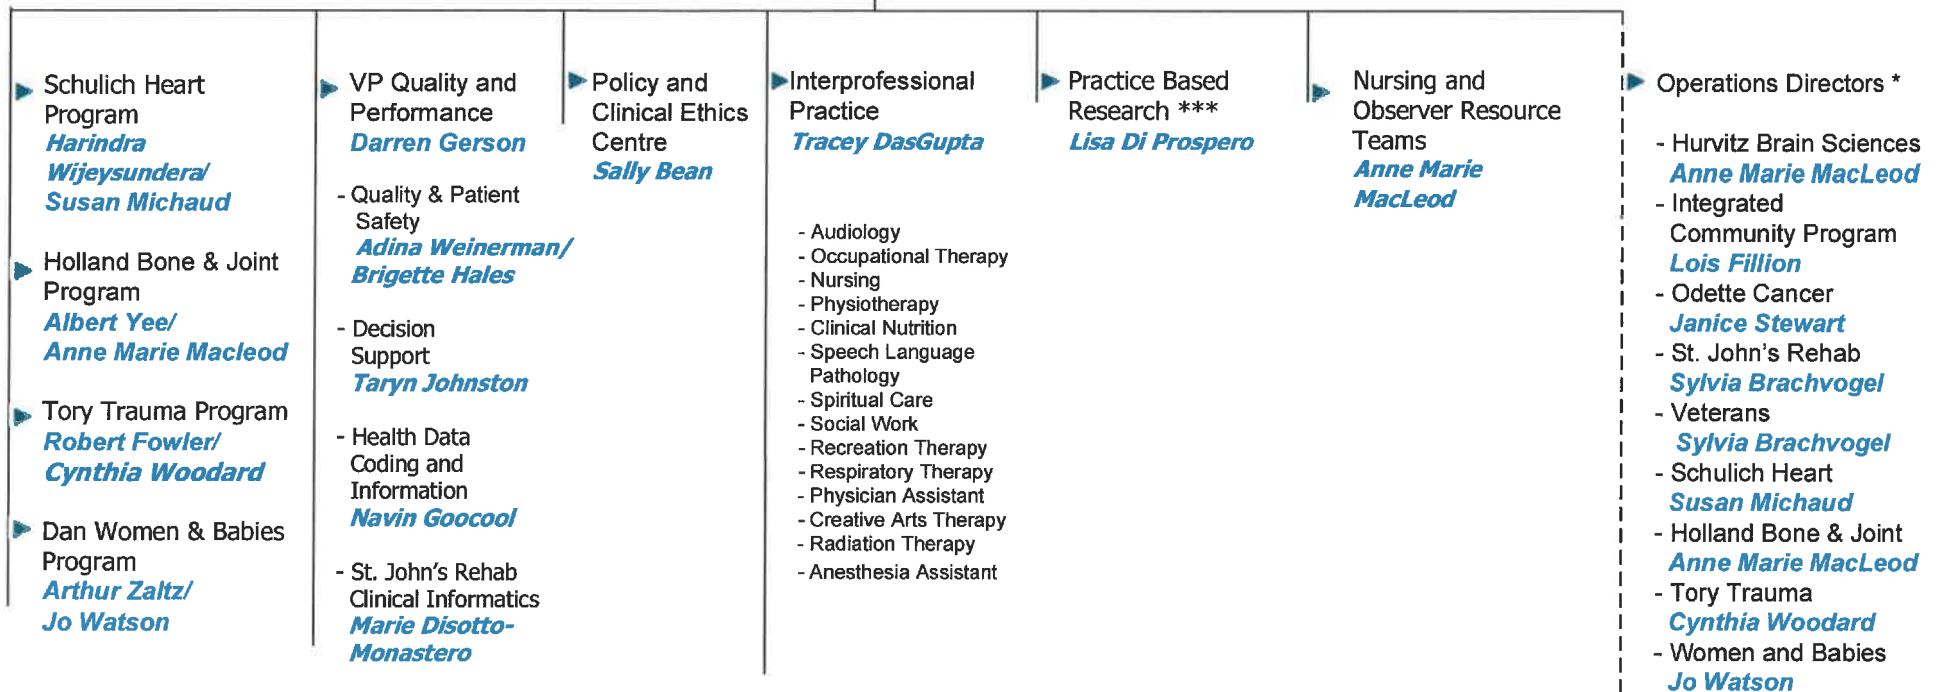 Schulich Heart
Program
Harindra
Wijeysundera/
Susan Michaud
Holland Bone & Joint
Program
Albert Yee/
Anne Marie Macleod
Tory Trauma Program
Robert Fowler/
Cynthia Woodard
Dan Women & Babies
Program
Arthur Zaltz/
Jo Watson
VP Quality and
Performance
Darren Gerson
- Quality & Patient
Safety
Adina Weinerman/
Brigette Hales
- Decision
Support
Taryn Johnston
- Health Data
Coding and
Information
Navin Goocool
- St. John's Rehab
Clinical Informatics
Marie Disotto-
Monastero
Policy and
Clinical Ethics
Centre
Sally Bean
Interprofessional
Practice
Tracey DasGupta
- Audiology
- Occupational Therapy
- Nursing
- Physiotherapy
- Clinical Nutrition
- Speech Language
Pathology
- Spiritual Care
- Social Work
- Recreation Therapy
- Respiratory Therapy
- Physician Assistant
- Creative Arts Therapy
- Radiation Therapy
- Anesthesia Assistant
Practice Based
Research ***
Lisa Di Prospero
Nursing and
Observer Resource
Teams
Anne Marie
MacLeod
Operations Directors *
- Hurvitz Brain Sciences
Anne Marie MacLeod
- Integrated
Community Program
Lois Fillion
- Odette Cancer
Janice Stewart
- St. John's Rehab
Sylvia Brachvogel
- Veterans
Sylvia Brachvogel
- Schulich Heart
Susan Michaud
- Holland Bone & Joint
Anne Marie MacLeod
- Tory Trauma
Cynthia Woodard
- Women and Babies
Jo Watson